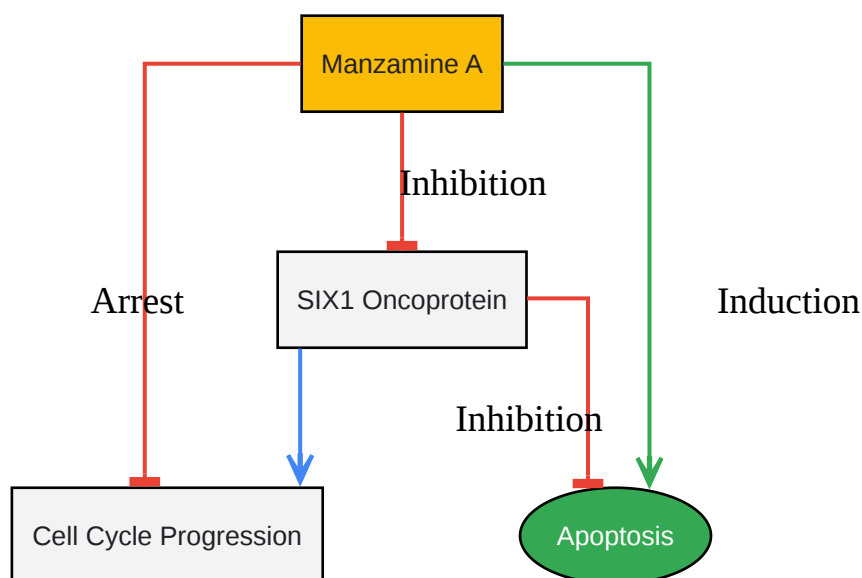 Manzamine A
Inhibition
Arrest
SIX1 Oncoprotein
Induction
Inhibition
Cell Cycle Progression
Apoptosis